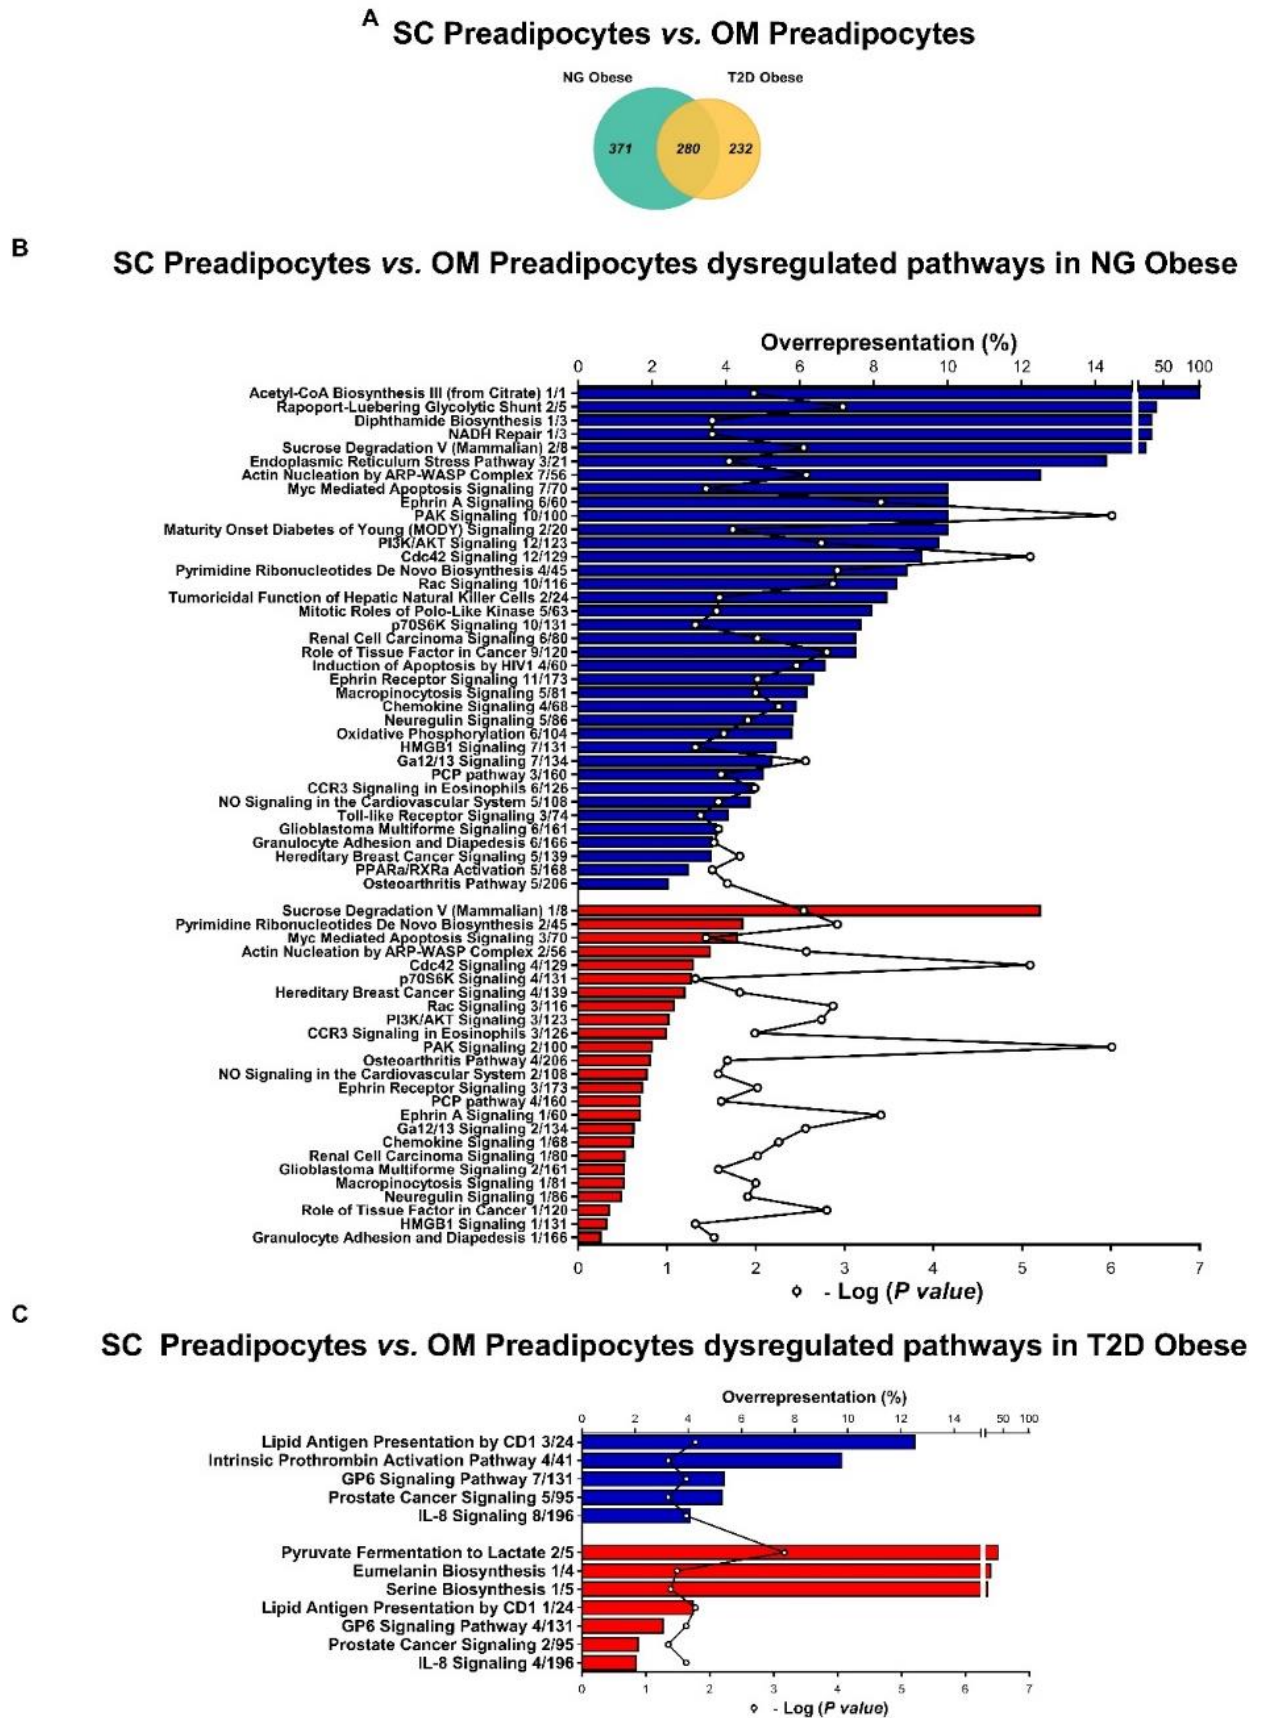 A
SC Preadipocytes vs. OM Preadipocytes
NG Obese T2D Obese
371 280 232
B
SC Preadipocytes vs. OM Preadipocytes dysregulated pathways in NG Obese
Overrepresentation (%)
0 2 4 6 8 10 12 14 50 100
Acetyl-CoA Biosynthesis III (from Citrate) 1/1
Rapoport-Luebering Glycolytic Shunt 2/5
Diphthamide Biosynthesis 1/3
NADH Repair 1/3
Sucrose Degradation V (Mammalian) 2/8
Endoplasmic Reticulum Stress Pathway 3/21
Actin Nucleation by ARP-WASP Complex 7/56
Myc Mediated Apoptosis Signaling 7/70
Ephrin A Signaling 6/60
PAK Signaling 10/100
Maturity Onset Diabetes of Young (MODY) Signaling 2/20
PI3K/AKT Signaling 12/123
Cdc42 Signaling 12/129
Pyrimidine Ribonucleotides De Novo Biosynthesis 4/45
Rac Signaling 10/116
Tumoricidal Function of Hepatic Natural Killer Cells 2/24
Mitotic Roles of Polo-Like Kinase 5/63
p70S6K Signaling 10/131
Renal Cell Carcinoma Signaling 6/80
Role of Tissue Factor in Cancer 9/120
Induction of Apoptosis by HIV1 4/60
Ephrin Receptor Signaling 11/173
Macropinocytosis Signaling 5/81
Chemokine Signaling 4/68
Neuregulin Signaling 5/86
Oxidative Phosphorylation 6/104
HMGB1 Signaling 7/131
Ga12/13 Signaling 7/134
PCP pathway 3/160
CCR3 Signaling in Eosinophils 6/126
NO Signaling in the Cardiovascular System 5/108
Toll-like Receptor Signaling 3/74
Glioblastoma Multiforme Signaling 6/161
Granulocyte Adhesion and Diapedesis 6/166
Hereditary Breast Cancer Signaling 5/139
PPARa/RXRa Activation 5/168
Osteoarthritis Pathway 5/206
Sucrose Degradation V (Mammalian) 1/8
Pyrimidine Ribonucleotides De Novo Biosynthesis 2/45
Myc Mediated Apoptosis Signaling 3/70
Actin Nucleation by ARP-WASP Complex 2/56
Cdc42 Signaling 4/129
p70S6K Signaling 4/131
Hereditary Breast Cancer Signaling 4/139
Rac Signaling 3/116
PI3K/AKT Signaling 3/123
CCR3 Signaling in Eosinophils 3/126
PAK Signaling 2/100
Osteoarthritis Pathway 4/206
NO Signaling in the Cardiovascular System 2/108
Ephrin Receptor Signaling 3/173
PCP pathway 4/160
Ephrin A Signaling 1/60
Ga12/13 Signaling 2/134
Chemokine Signaling 1/68
Renal Cell Carcinoma Signaling 1/80
Glioblastoma Multiforme Signaling 2/161
Macropinocytosis Signaling 1/81
Neuregulin Signaling 1/86
Role of Tissue Factor in Cancer 1/120
HMGB1 Signaling 1/131
Granulocyte Adhesion and Diapedesis 1/166
0 1 2 3 4 5 6 7
- Log (P value)
C
SC Preadipocytes vs. OM Preadipocytes dysregulated pathways in T2D Obese
Overrepresentation (%)
0 2 4 6 8 10 12 14 50 100
Lipid Antigen Presentation by CD1 3/24
Intrinsic Prothrombin Activation Pathway 4/41
GP6 Signaling Pathway 7/131
Prostate Cancer Signaling 5/95
IL-8 Signaling 8/196
Pyruvate Fermentation to Lactate 2/5
Eumelanin Biosynthesis 1/4
Serine Biosynthesis 1/5
Lipid Antigen Presentation by CD1 1/24
GP6 Signaling Pathway 4/131
Prostate Cancer Signaling 2/95
IL-8 Signaling 4/196
0 1 2 3 4 5 6 7
- Log (P value)